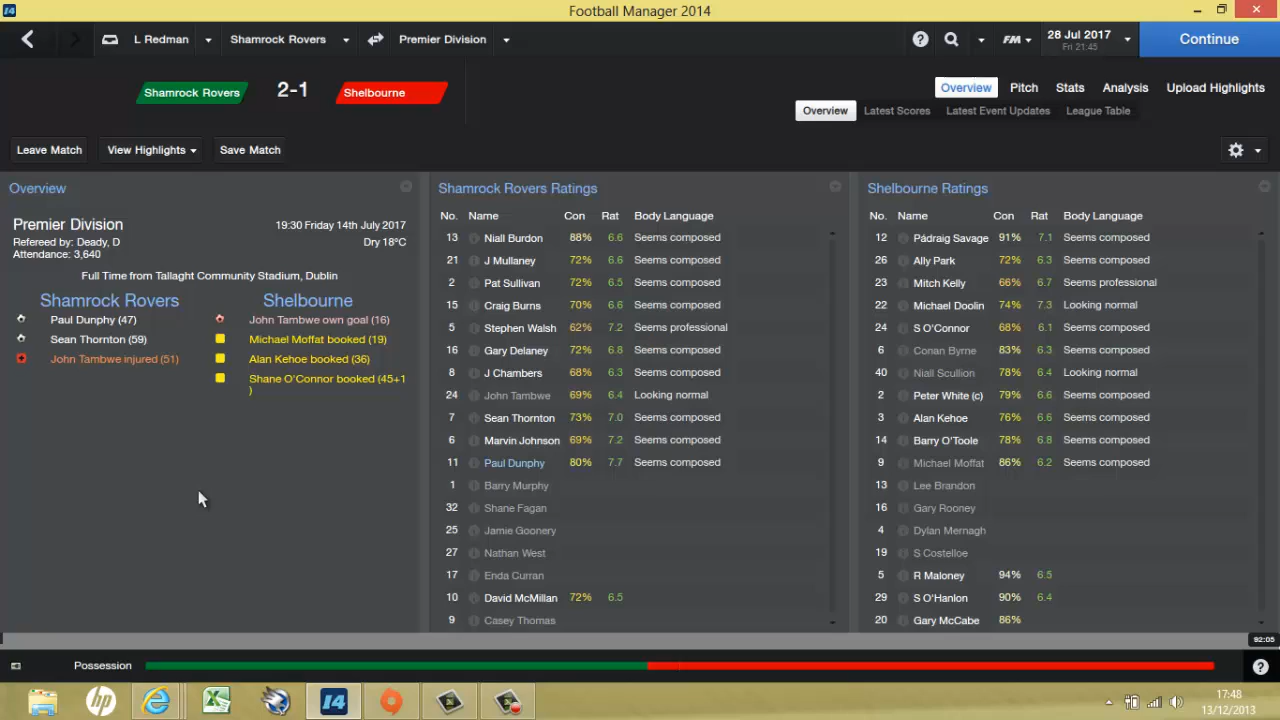 Football Manager 2014
L Redman Shamrock Rovers Premier Division FM 28 Jul 2017 Continue
Fri 21:45
Shamrock Rovers 2-1 Shelbourne
Overview Pitch Stats Analysis Upload Highlights
Overview Latest Scores Latest Event Updates League Table
Leave Match View Highlights Save Match
Overview
Premier Division 19:30 Friday 14th July 2017
Refereed by: Deady, D Dry 18°C
Attendance: 3,640
Full Time from Tallaght Community Stadium, Dublin
Shamrock Rovers Shelbourne
Paul Dunphy (47) John Tambwe own goal (16)
Sean Thornton (59) Michael Moffat booked (19)
John Tambwe injured (51) Alan Kehoe booked (36)
Shane O'Connor booked (45+1
)
Shamrock Rovers Ratings
No. Name Con Rat Body Language
13 Niall Burdon 88% 6.6 Seems composed
21 J Mullaney 72% 6.6 Seems composed
2 Pat Sullivan 72% 6.5 Seems composed
15 Craig Burns 70% 6.6 Seems composed
5 Stephen Walsh 62% 7.2 Seems professional
16 Gary Delaney 72% 6.8 Seems composed
8 J Chambers 68% 6.3 Seems composed
24 John Tambwe 69% 6.4 Looking normal
7 Sean Thornton 73% 7.0 Seems composed
6 Marvin Johnson 69% 7.2 Seems composed
11 Paul Dunphy 80% 7.7 Seems composed
1 Barry Murphy
32 Shane Fagan
25 Jamie Goonery
27 Nathan West
17 Enda Curran
10 David McMillan 72% 6.5
9 Casey Thomas
Shelbourne Ratings
No. Name Con Rat Body Language
12 Pádraig Savage 91% 7.1 Seems composed
26 Ally Park 72% 6.3 Seems composed
23 Mitch Kelly 66% 6.7 Seems professional
22 Michael Doolin 74% 7.3 Looking normal
24 S O'Connor 68% 6.1 Seems composed
6 Conan Byrne 83% 6.3 Seems composed
40 Niall Scullion 78% 6.4 Looking normal
2 Peter White (c) 79% 6.6 Seems composed
3 Alan Kehoe 76% 6.6 Seems composed
14 Barry O'Toole 78% 6.8 Seems composed
9 Michael Moffat 86% 6.2 Seems composed
13 Lee Brandon
16 Gary Rooney
4 Dylan Mernagh
19 S Costelloe
5 R Maloney 94% 6.5
29 S O'Hanlon 90% 6.4
20 Gary McCabe 86%
92:05
Possession
17:48
13/12/2013